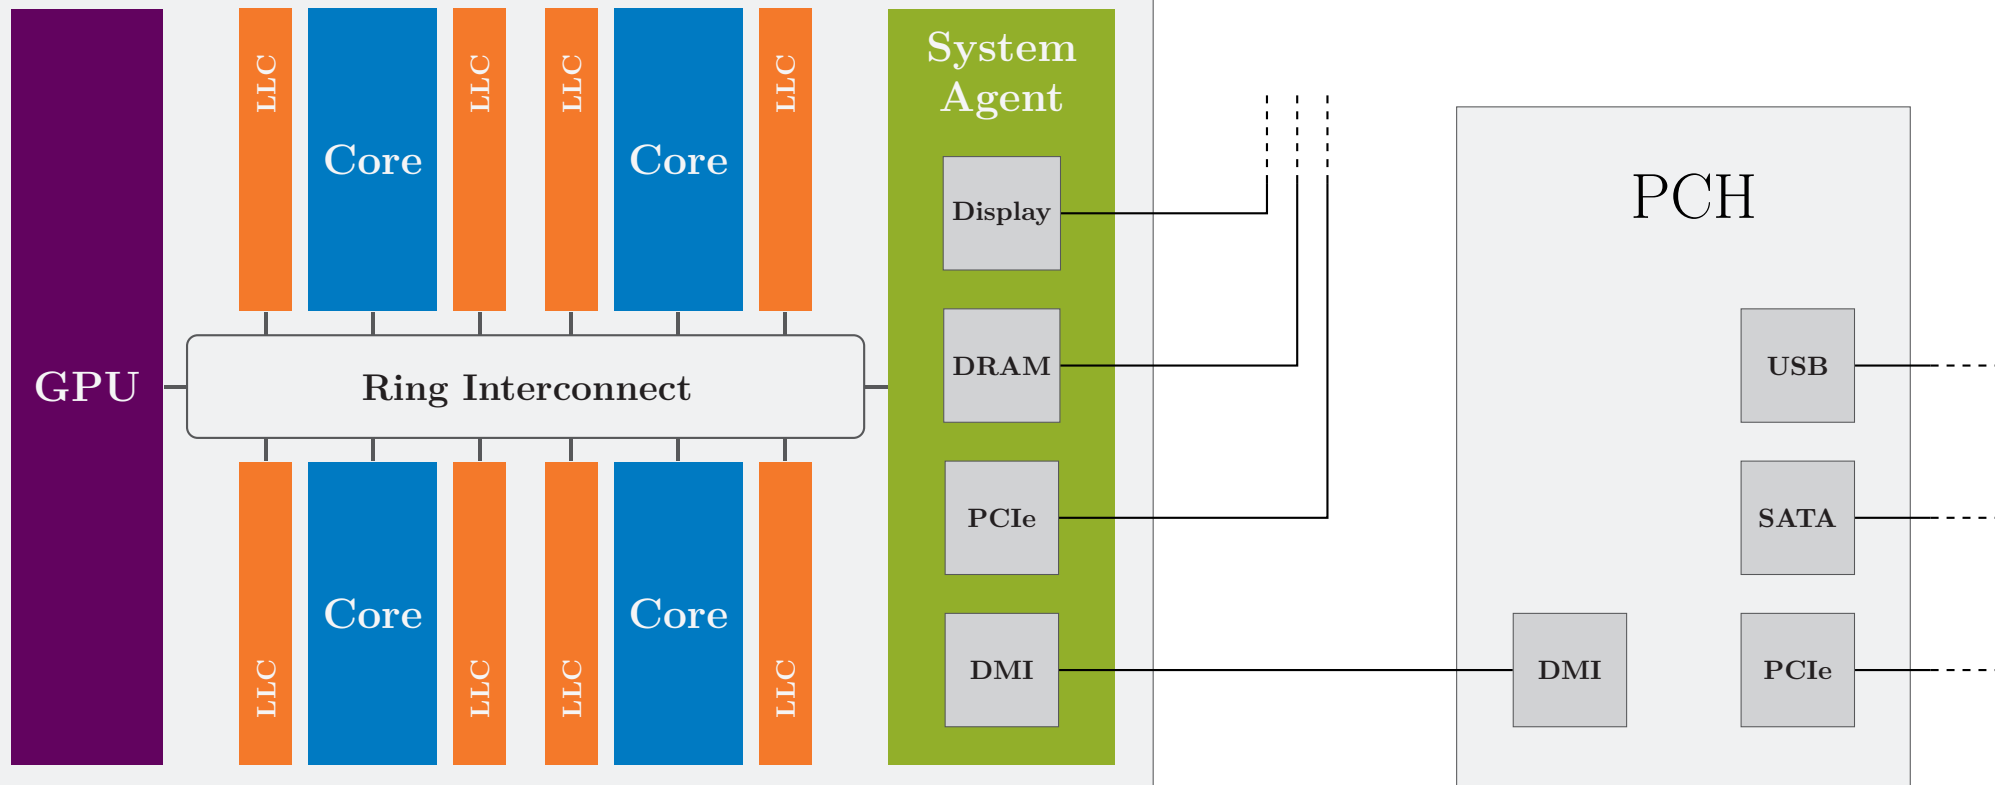 GPU
LLC
Core
LLC
LLC
Core
LLC
Ring Interconnect
LLC
Core
LLC
LLC
Core
LLC
System
Agent
Display
DRAM
PCIe
DMI
PCH
USB
SATA
DMI
PCIe